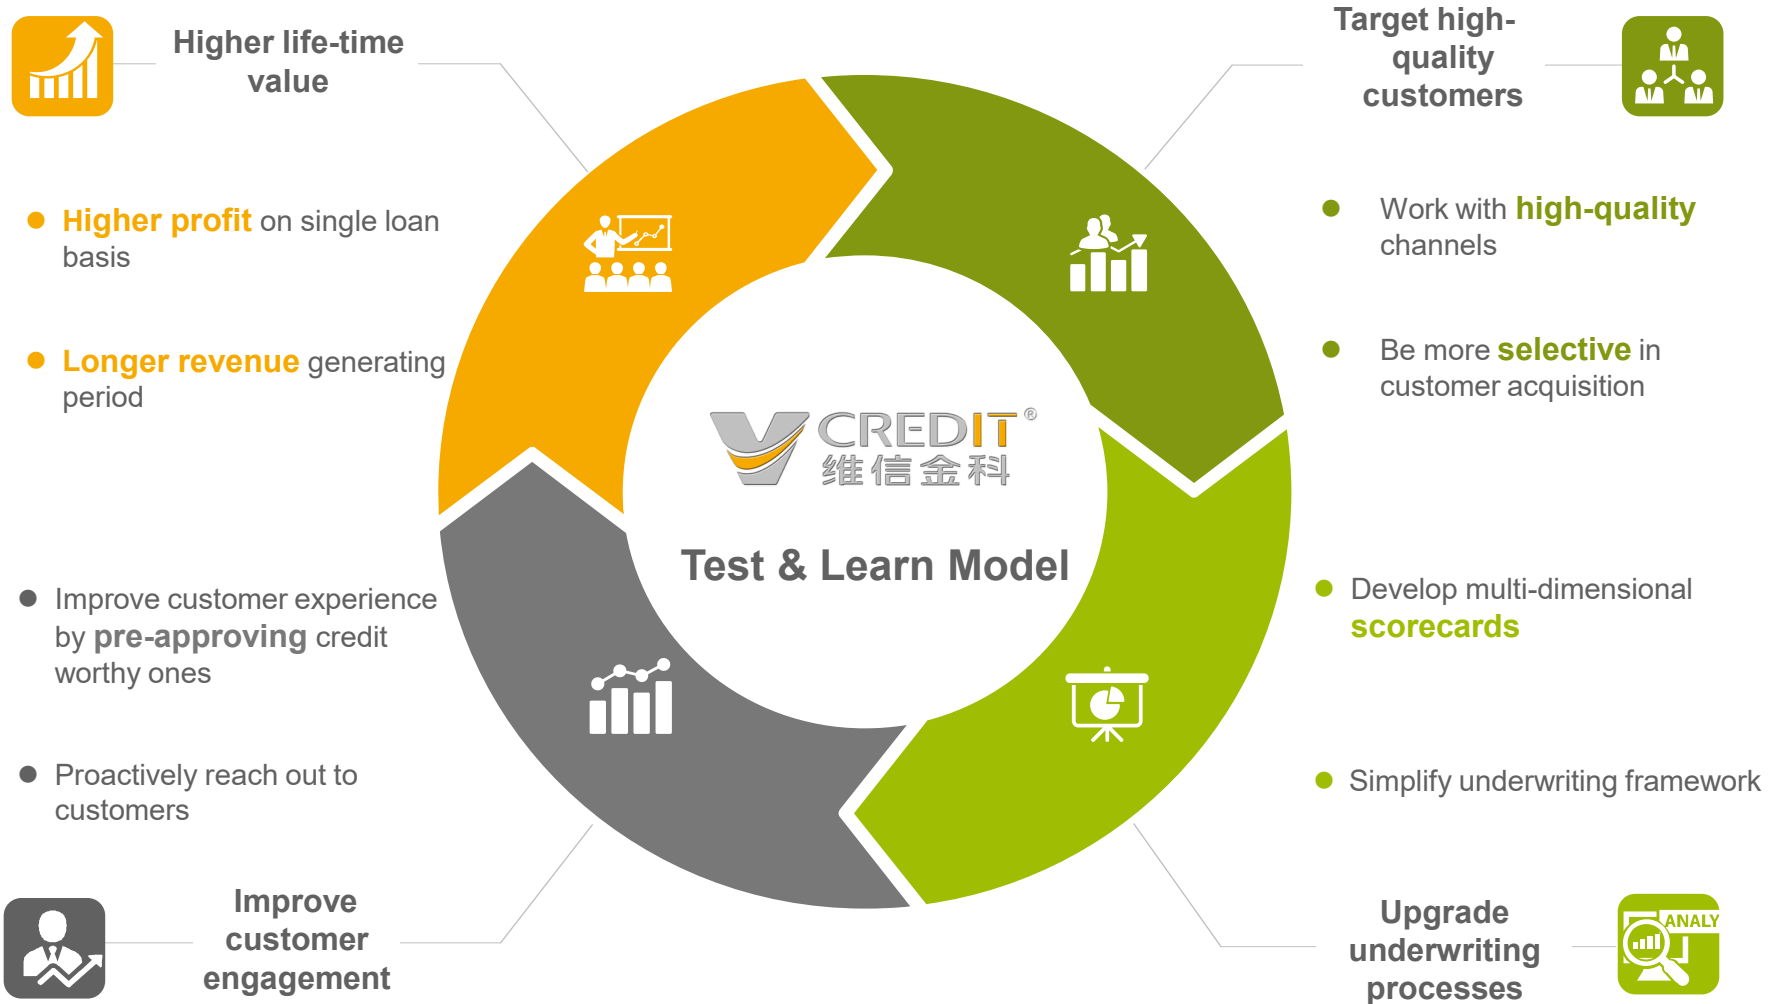 Higher life-time
value
Higher profit on single loan
basis
Longer revenue generating
period
Target high-
quality
customers
Work with high-quality
channels
Be more selective in
customer acquisition
V CREDIT®
维信金科
Test & Learn Model
Improve customer experience
by pre-approving credit
worthy ones
Proactively reach out to
customers
Improve
customer
engagement
Develop multi-dimensional
scorecards
Simplify underwriting framework
Upgrade
underwriting
processes
ANALY